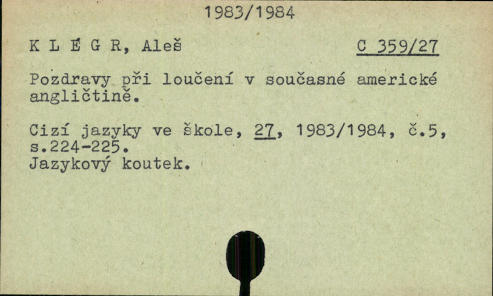 1983/1984
K L É G R, Aleš C 359/27
Pozdravy při loučení v současné americké
angličtině.
Cizí jazyky ve škole, 27, 1983/1984, č.5,
s.224-225.
Jazykový koutek.